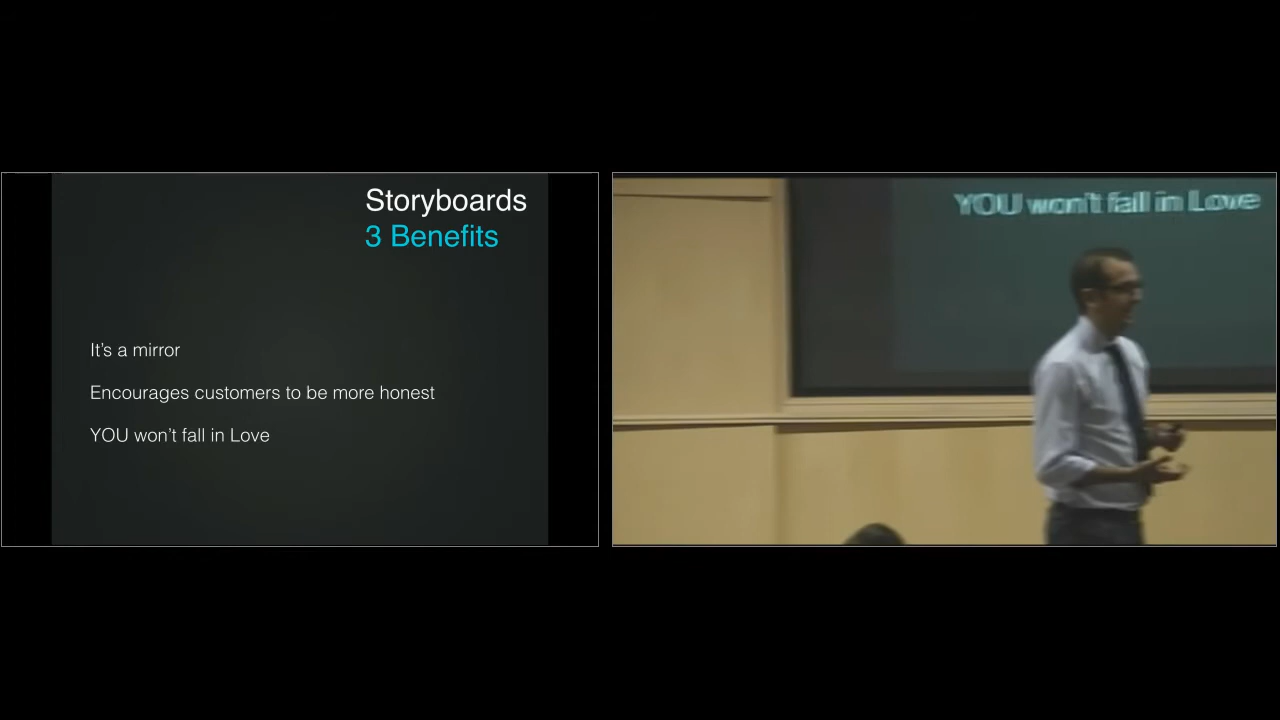 Storyboards
3 Benefits
It's a mirror
Encourages customers to be more honest
YOU won't fall in Love
YOU won't fall in Love